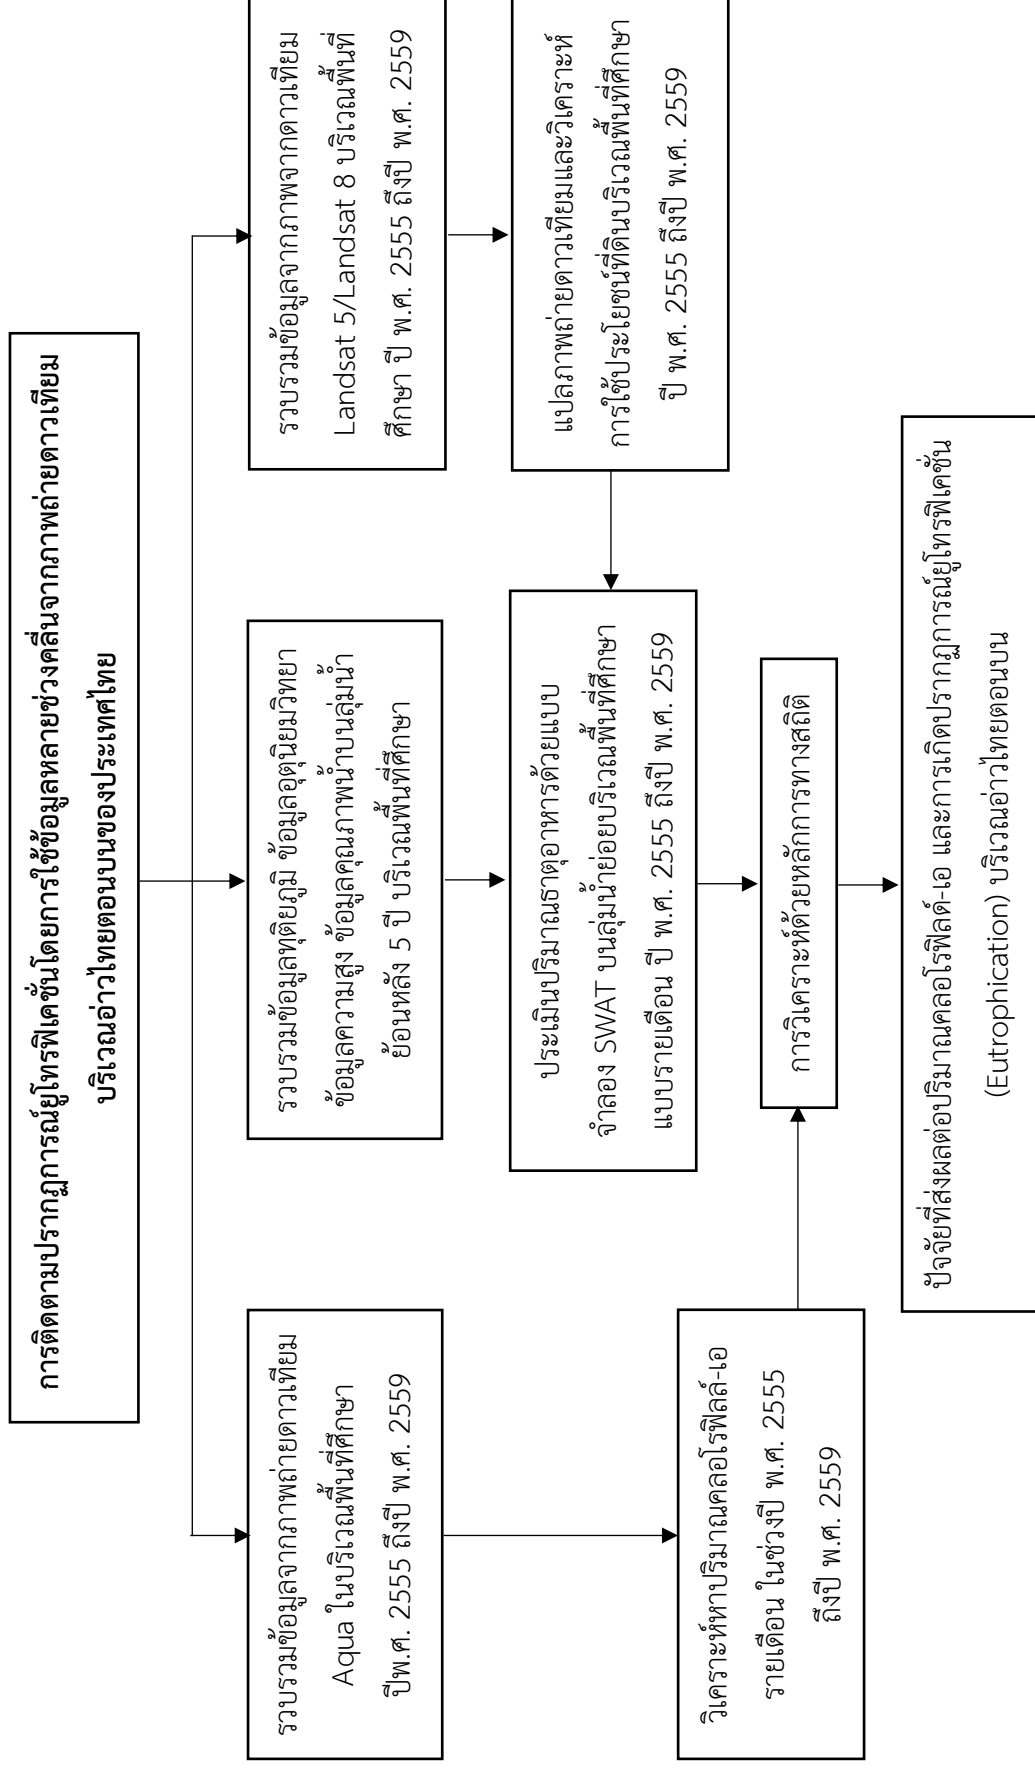 การติดตามปรากฏการณ์ยูโทรฟิเคชั่นโดยการใช้ข้อมูลหลายช่วงคลื่นจากภาพถ่ายดาวเทียม
บริเวณอ่าวไทยตอนบนของประเทศไทย
รวบรวมข้อมูลจากภาพถ่ายดาวเทียม
Aqua ในบริเวณพื้นที่ศึกษา
ปีพ.ศ. 2555 ถึงปี พ.ศ. 2559
รวบรวมข้อมูลทุติยภูมิ ข้อมูลอุตุนิยมวิทยา
ข้อมูลความสูง ข้อมูลคุณภาพน้ำบนลุ่มน้ำ
ย้อนหลัง 5 ปี บริเวณพื้นที่ศึกษา
รวบรวมข้อมูลจากภาพจากดาวเทียม
Landsat 5/Landsat 8 บริเวณพื้นที่
ศึกษา ปี พ.ศ. 2555 ถึงปี พ.ศ. 2559
แปลภาพถ่ายดาวเทียมและวิเคราะห์
การใช้ประโยชน์ที่ดินบริเวณพื้นที่ศึกษา
ปี พ.ศ. 2555 ถึงปี พ.ศ. 2559
ประเมินปริมาณธาตุอาหารด้วยแบบ
จำลอง SWAT บนลุ่มน้ำย่อยบริเวณพื้นที่ศึกษา
แบบรายเดือน ปี พ.ศ. 2555 ถึงปี พ.ศ. 2559
วิเคราะห์หาปริมาณคลอโรฟิลล์-เอ
รายเดือน ในช่วงปี พ.ศ. 2555
ถึงปี พ.ศ. 2559
การวิเคราะห์ด้วยหลักการทางสถิติ
ปัจจัยที่ส่งผลต่อปริมาณคลอโรฟิลด์-เอ และการเกิดปรากฏการณ์ยูโทรฟิเคชั่น
(Eutrophication) บริเวณอ่าวไทยตอนบน